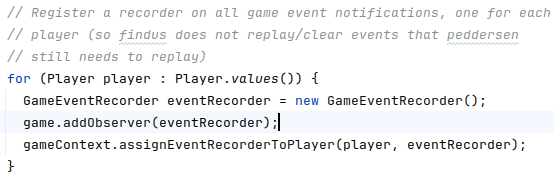 // Register a recorder on all game event notifications, one for each
// player (so findus does not replay/clear events that peddersen
// still needs to replay)
for (Player player : Player.values()) {
  GameEventRecorder eventRecorder = new GameEventRecorder();
  game.addObserver(eventRecorder);
  gameContext.assignEventRecorderToPlayer(player, eventRecorder);
}